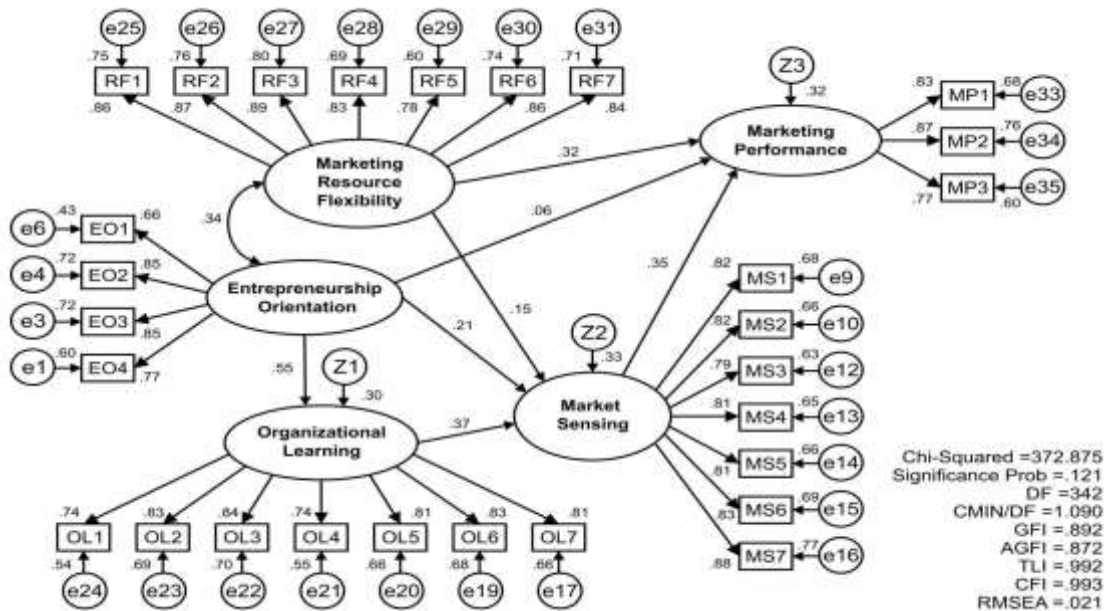 e25 e26 e27 e28 e29 e30 e31
.75 .76 .80 .69 .60 .74 .71
RF1 RF2 RF3 RF4 RF5 RF6 RF7
.86 .87 .89 .83 .78 .86 .84
Z3
.32
Marketing
Performance
.83 MP1 .68 e33
.87 MP2 .76 e34
.77 MP3 .60 e35
Marketing
Resource
Flexibility
.32
.06
.34
.35
.15
.21
.55
.37
e6 .43 EO1 .66
e4 .72 EO2 .85
e3 .72 EO3 .85
e1 .60 EO4 .77
Entrepreneurship
Orientation
Z1
.30
Organizational
Learning
Z2
.33
Market
Sensing
.82 MS1 .68 e9
.82 MS2 .66 e10
.79 MS3 .63 e12
.81 MS4 .65 e13
.81 MS5 .66 e14
.83 MS6 .69 e15
.88 MS7 .77 e16
.74 .83 .84 .74 .81 .83 .81
OL1 OL2 OL3 OL4 OL5 OL6 OL7
.54 .69 .70 .55 .66 .68 .66
e24 e23 e22 e21 e20 e19 e17
Chi-Squared =372.875
Significance Prob =.121
DF =342
CMIN/DF =1.090
GFI =.892
AGFI =.872
TLI =.992
CFI =.993
RMSEA =.021